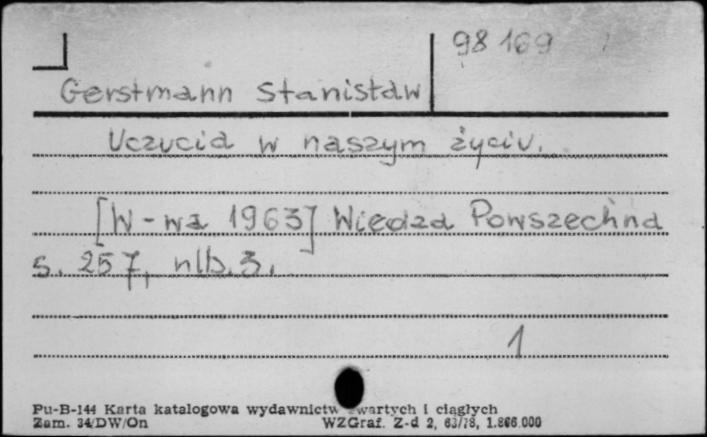 98 169
Gerstmann Stanisław
Uczucia w naszym życiu.
[W-wa 1963] Wiedza Powszechna
s. 257, nlb. 3.
1
Pu-B-144 Karta katalogowa wydawnictw zwartych i ciągłych
Zam. 34/DW/On WZGraf. Z-d 2, 63/78, 1.866.000